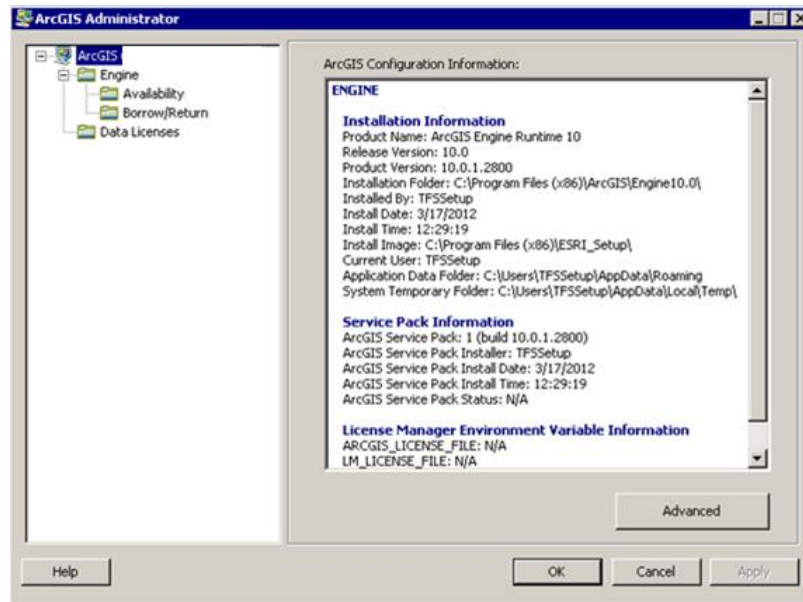 ArcGIS Administrator
ArcGIS
Engine
Availability
Borrow/Return
Data Licenses
ArcGIS Configuration Information:
ENGINE
Installation Information
Product Name: ArcGIS Engine Runtime 10
Release Version: 10.0
Product Version: 10.0.1.2800
Installation Folder: C:\Program Files (x86)\ArcGIS\Engine10.0\
Installed By: TFSSetup
Install Date: 3/17/2012
Install Time: 12:29:19
Install Image: C:\Program Files (x86)\ESRI_Setup\
Current User: TFSSetup
Application Data Folder: C:\Users\TFSSetup\AppData\Roaming
System Temporary Folder: C:\Users\TFSSetup\AppData\Local\Temp\
Service Pack Information
ArcGIS Service Pack: 1 (build 10.0.1.2800)
ArcGIS Service Pack Installer: TFSSetup
ArcGIS Service Pack Install Date: 3/17/2012
ArcGIS Service Pack Install Time: 12:29:19
ArcGIS Service Pack Status: N/A
License Manager Environment Variable Information
ARCGIS_LICENSE_FILE: N/A
LM_LICENSE_FILE: N/A
Advanced
Help
OK
Cancel
Apply